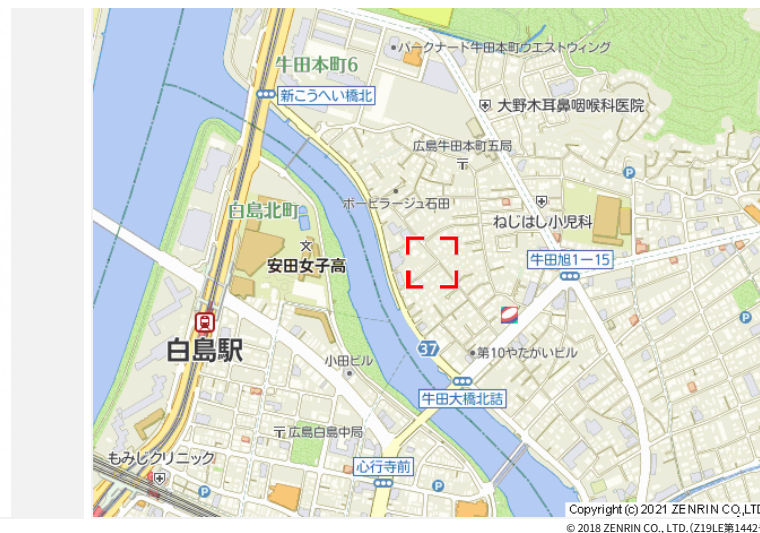 パークナード牛田本町ウエストウィング
牛田本町6
新こうへい橋北
大野木耳鼻咽喉科医院
広島牛田本町五局
P
ボービラージュ石田
白島北町
ねじはし小児科
安田女子高
牛田旭1ー15
P
白島駅
37
第10やたがいビル
小田ビル
牛田大橋北詰
広島白島中局
もみじクリニック
心行寺前
P
P
P
Copyright(c) 2021 ZENRIN CO.,LTD
© 2018 ZENRIN CO., LTD. (Z19LE第1442